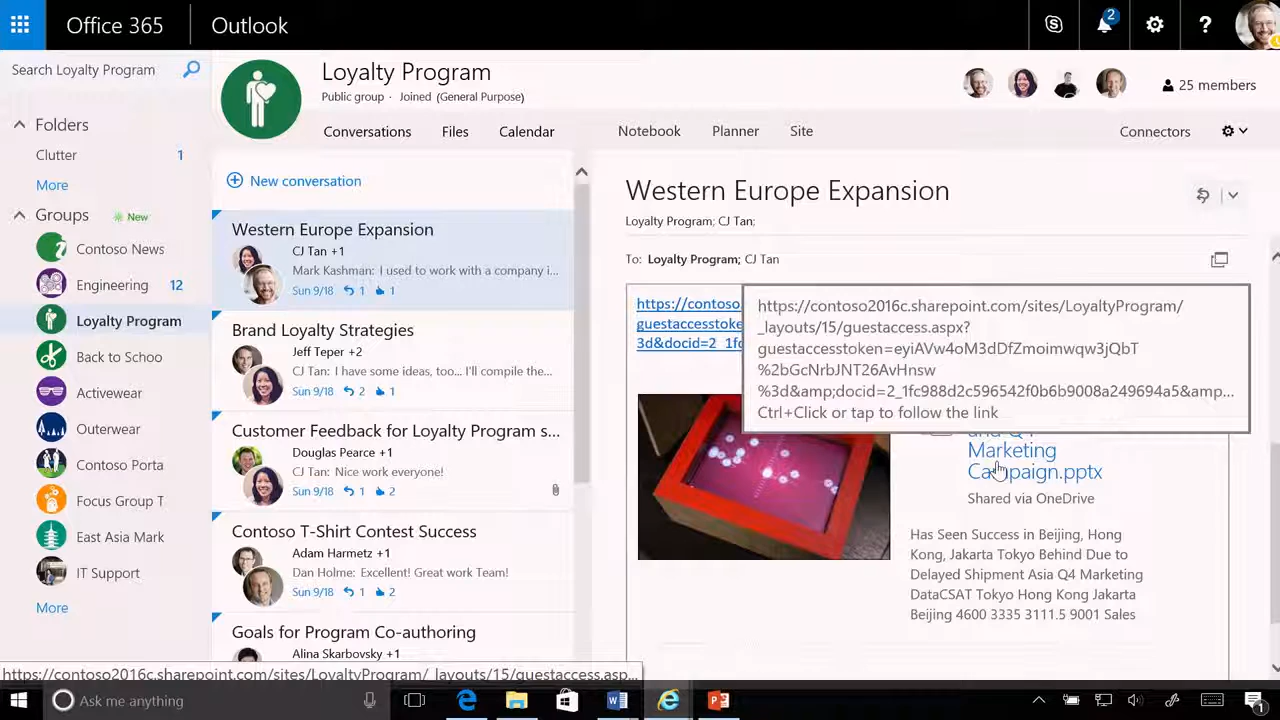 Office 365
Outlook
2
?
Search Loyalty Program
Folders
Clutter 1
More
Groups New
Contoso News
Engineering 12
Loyalty Program
Back to Schoo
Activewear
Outerwear
Contoso Porta
Focus Group T
East Asia Mark
IT Support
More
Loyalty Program
Public group · Joined (General Purpose)
25 members
Conversations Files Calendar Notebook Planner Site Connectors
New conversation
Western Europe Expansion
CJ Tan +1
Mark Kashman: I used to work with a company i...
Sun 9/18 1 1
Brand Loyalty Strategies
Jeff Teper +2
CJ Tan: I have some ideas, too... I'll compile the...
Sun 9/18 2 1
Customer Feedback for Loyalty Program s...
Douglas Pearce +1
CJ Tan: Nice work everyone!
Sun 9/18 1 2
Contoso T-Shirt Contest Success
Adam Harmetz +1
Dan Holme: Excellent! Great work Team!
Sun 9/18 1 2
Goals for Program Co-authoring
Alina Skarbovsky +1
Western Europe Expansion
Loyalty Program; CJ Tan;
To: Loyalty Program; CJ Tan
https://contoso
guestaccesstoke
3d&docid=2_1fc
https://contoso2016c.sharepoint.com/sites/LoyaltyProgram/
_layouts/15/guestaccess.aspx?
guestaccesstoken=eyiAVw4oM3dDfZmoimwqw3jQbT
%2bGcNrbJNT26AvHnsw
%3d&amp;docid=2_1fc988d2c596542f0b6b9008a249694a5&amp...
Ctrl+Click or tap to follow the link
and Q4
Marketing
Campaign.pptx
Shared via OneDrive
Has Seen Success in Beijing, Hong
Kong, Jakarta Tokyo Behind Due to
Delayed Shipment Asia Q4 Marketing
DataCSAT Tokyo Hong Kong Jakarta
Beijing 4600 3335 3111.5 9001 Sales
https://contoso2016c.sharepoint.com/sites/LoyaltyProgram/_layouts/15/guestaccess.asp...
Ask me anything
1